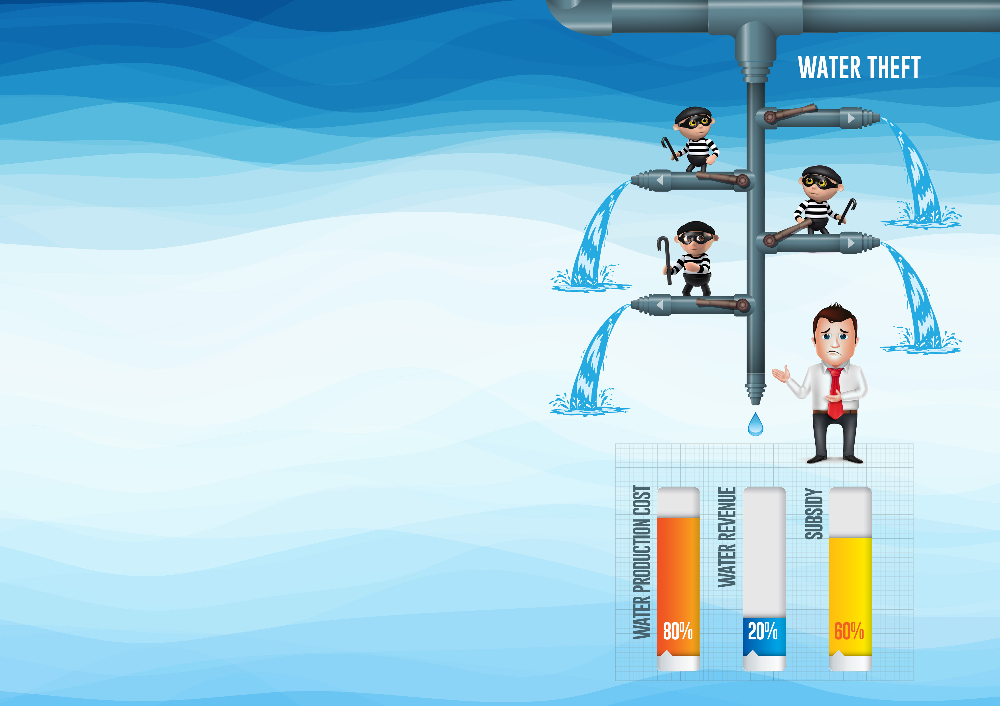 WATER THEFT
WATER PRODUCTION COST
80%
WATER REVENUE
20%
SUBSIDY
60%